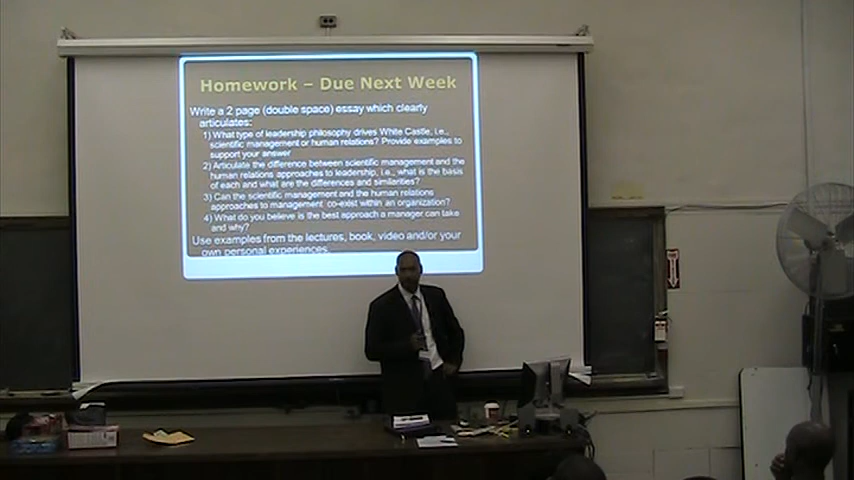 Homework – Due Next Week
Write a 2 page (double space) essay which clearly
articulates:
1) What type of leadership philosophy drives White Castle, i.e.,
scientific management or human relations? Provide examples to
support your answer
2) Articulate the difference between scientific management and the
human relations approaches to leadership, i.e., what is the basis
of each and what are the differences and similarities?
3) Can the scientific management and the human relations
approaches to management co-exist within an organization?
4) What do you believe is the best approach a manager can take
and why?
Use examples from the lectures, book, video and/or your
own personal experiences.